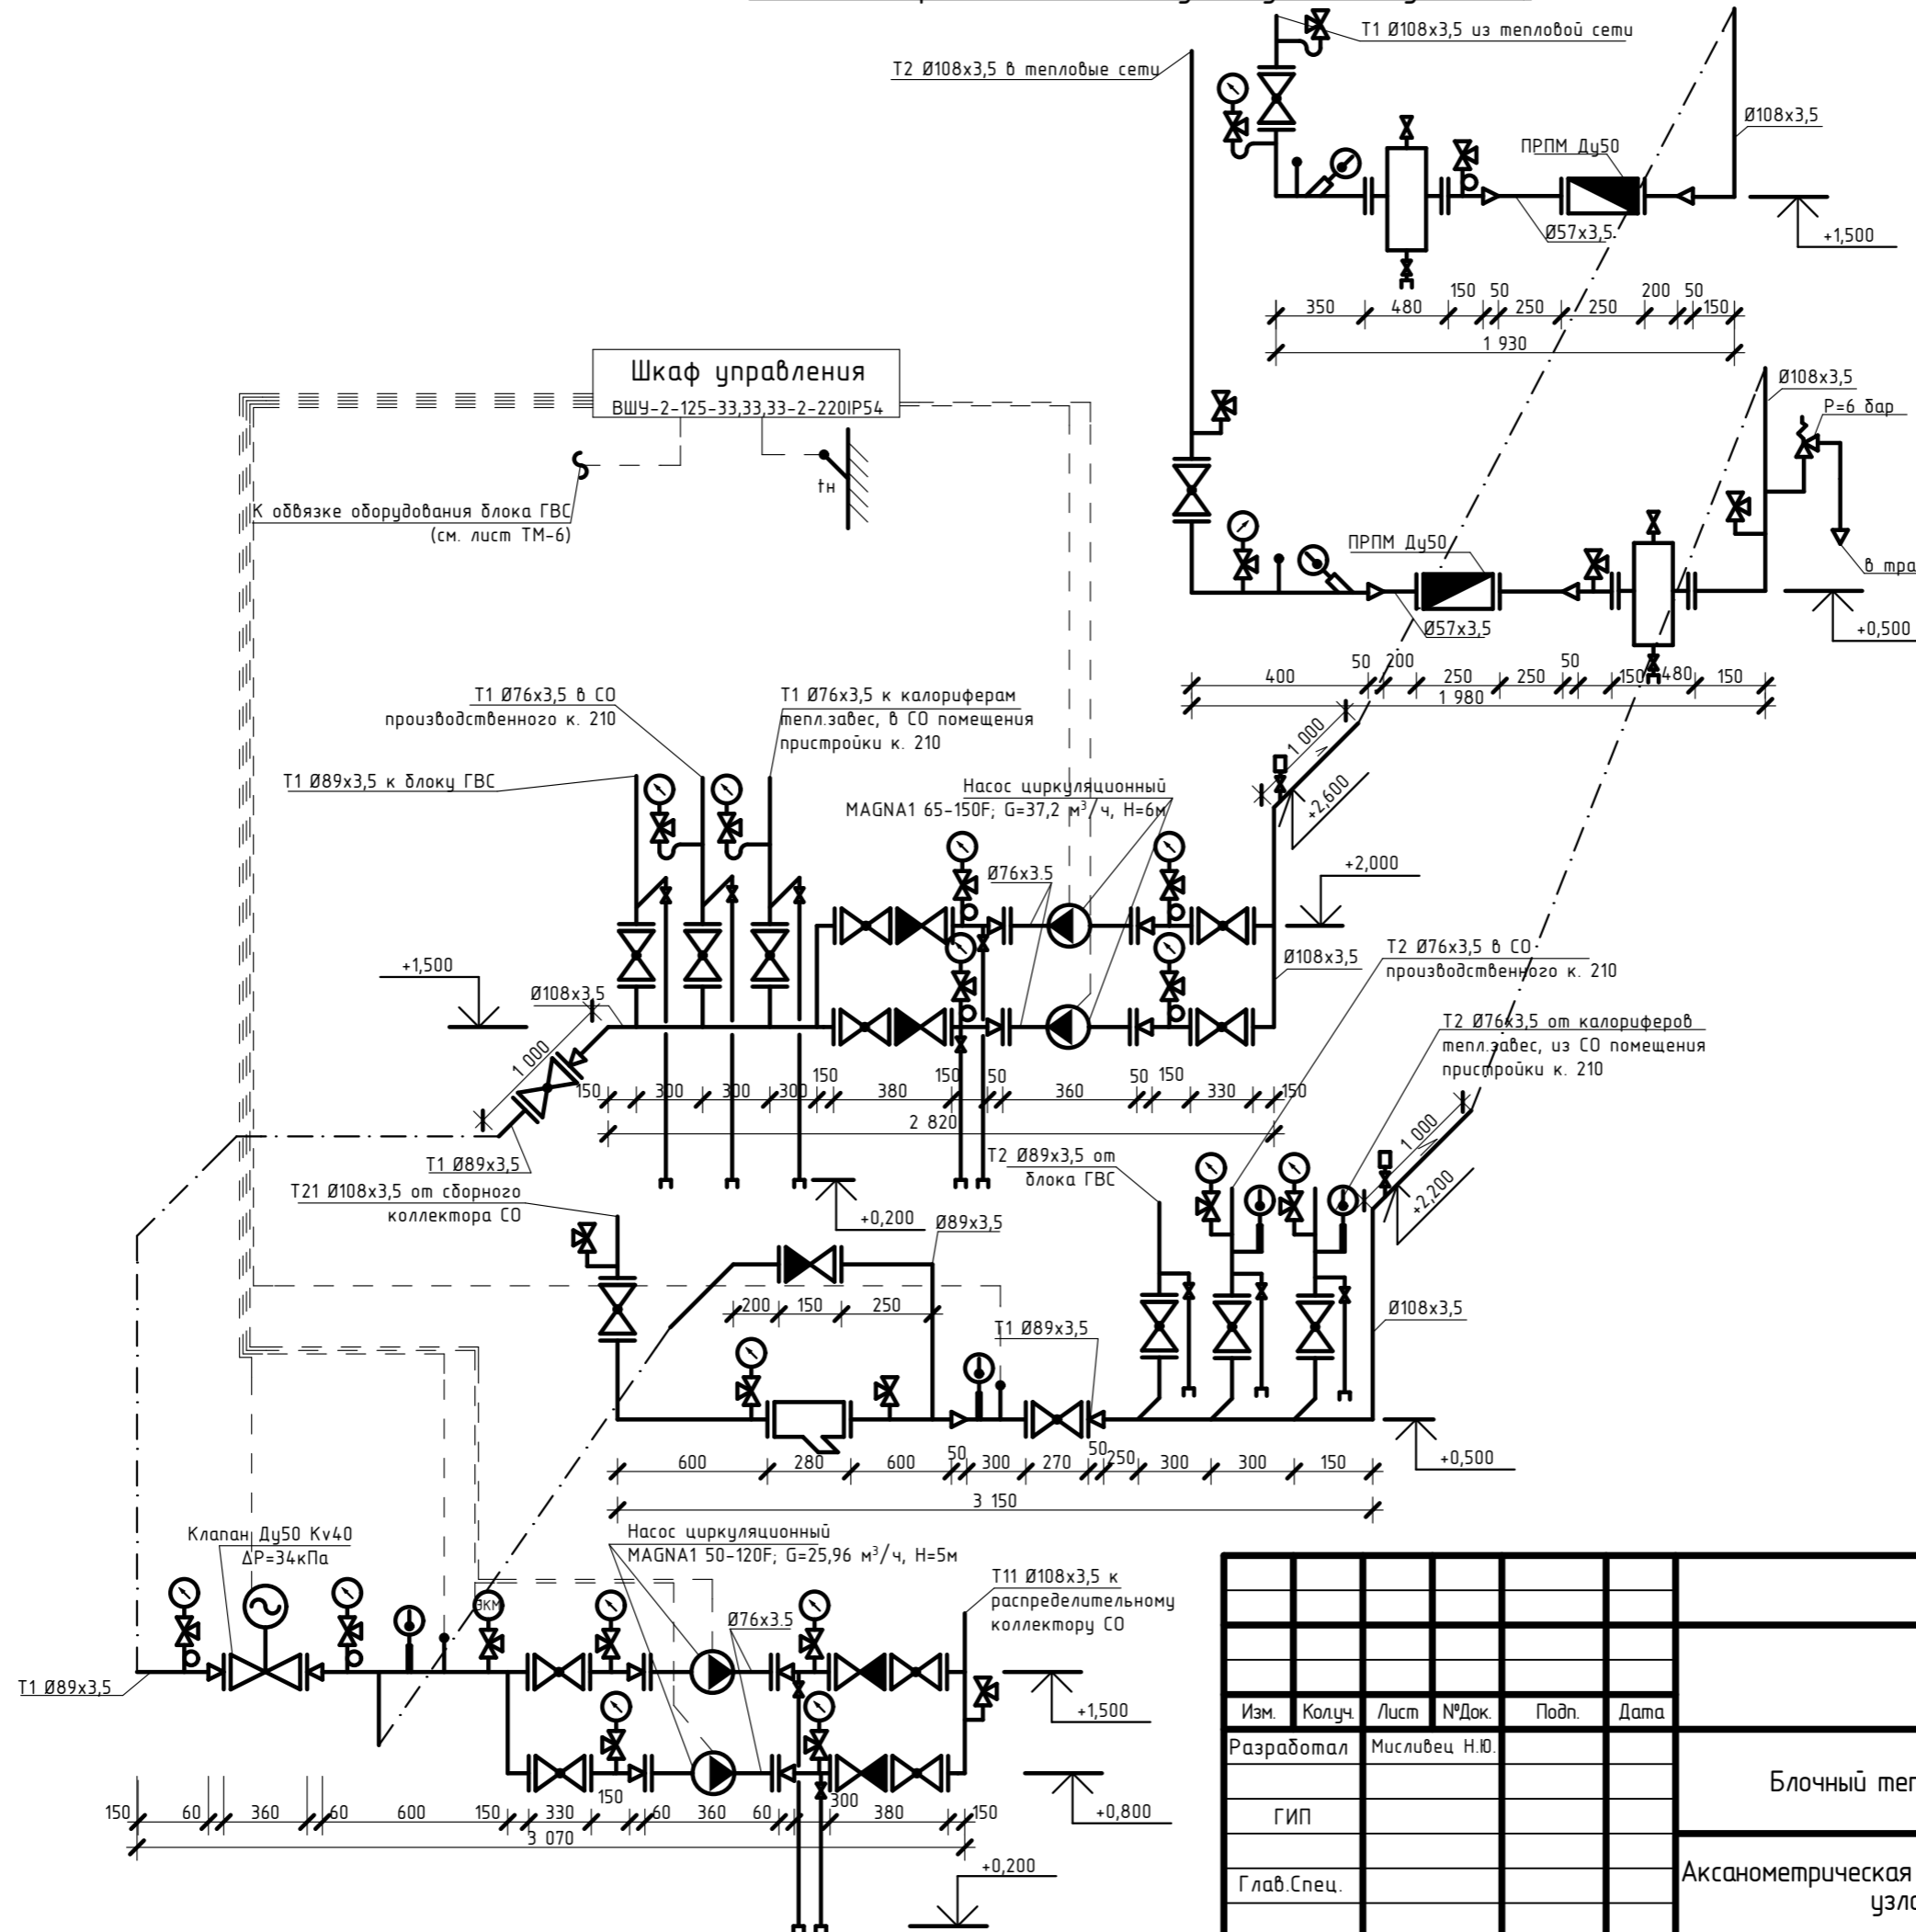 Т1 Ø108х3,5 из тепловой сети
Т2 Ø108х3,5 в тепловые сети
Ø108х3,5
ПРПМ Ду50
Ø57х3,5
+1,500
350
480
150
50
250
250
200
50
150
1 930
Шкаф управления
ВШУ-2-125-33,33,33-2-220IP54
tн
К обвязке оборудования блока ГВС
(см. лист ТМ-6)
Ø108х3,5
Р=6 бар
ПРПМ Ду50
Ø57х3,5
+0,500
400
50
200
250
250
50
150
480
150
1 980
Т1 Ø76х3,5 в СО
производственного к. 210
Т1 Ø76х3,5 к калориферам
тепл.завес, в СО помещения
пристройки к. 210
Т1 Ø89х3,5 к блоку ГВС
Насос циркуляционный
MAGNA1 65-150F; G=37,2 м³/ч, Н=6м
1 000
+2,600
+2,000
Ø76х3.5
Ø108х3,5
+1,500
Ø108х3,5
1 000
Т2 Ø76х3,5 в СО
производственного к. 210
Т2 Ø76х3,5 от калориферов
тепл.завес, из СО помещения
пристройки к. 210
150
300
300
300
150
380
150
50
360
50
150
330
150
2 820
Т1 Ø89х3,5
Т21 Ø108х3,5 от сборного
коллектора СО
+0,200
Ø89х3,5
Т2 Ø89х3,5 от
блока ГВС
1 000
+2,200
200
150
250
Т1 Ø89х3,5
Ø108х3,5
600
280
600
50
300
270
50
250
300
300
150
3 150
+0,500
Клапан Ду50 Kv40
ΔР=34кПа
Насос циркуляционный
MAGNA1 50-120F; G=25,96 м³/ч, Н=5м
ЭКМ
Ø76х3.5
Т11 Ø108х3,5 к
распределительному
коллектору СО
Т1 Ø89х3,5
+1,500
+0,800
150
60
360
60
600
150
330
150
60
360
60
300
380
150
3 070
+0,200
Изм.
Кол.уч.
Лист
№Док.
Подп.
Дата
Разработал
Мисливец Н.Ю.
ГИП
Глав.Спец.
Аксанометрическая
Блочный